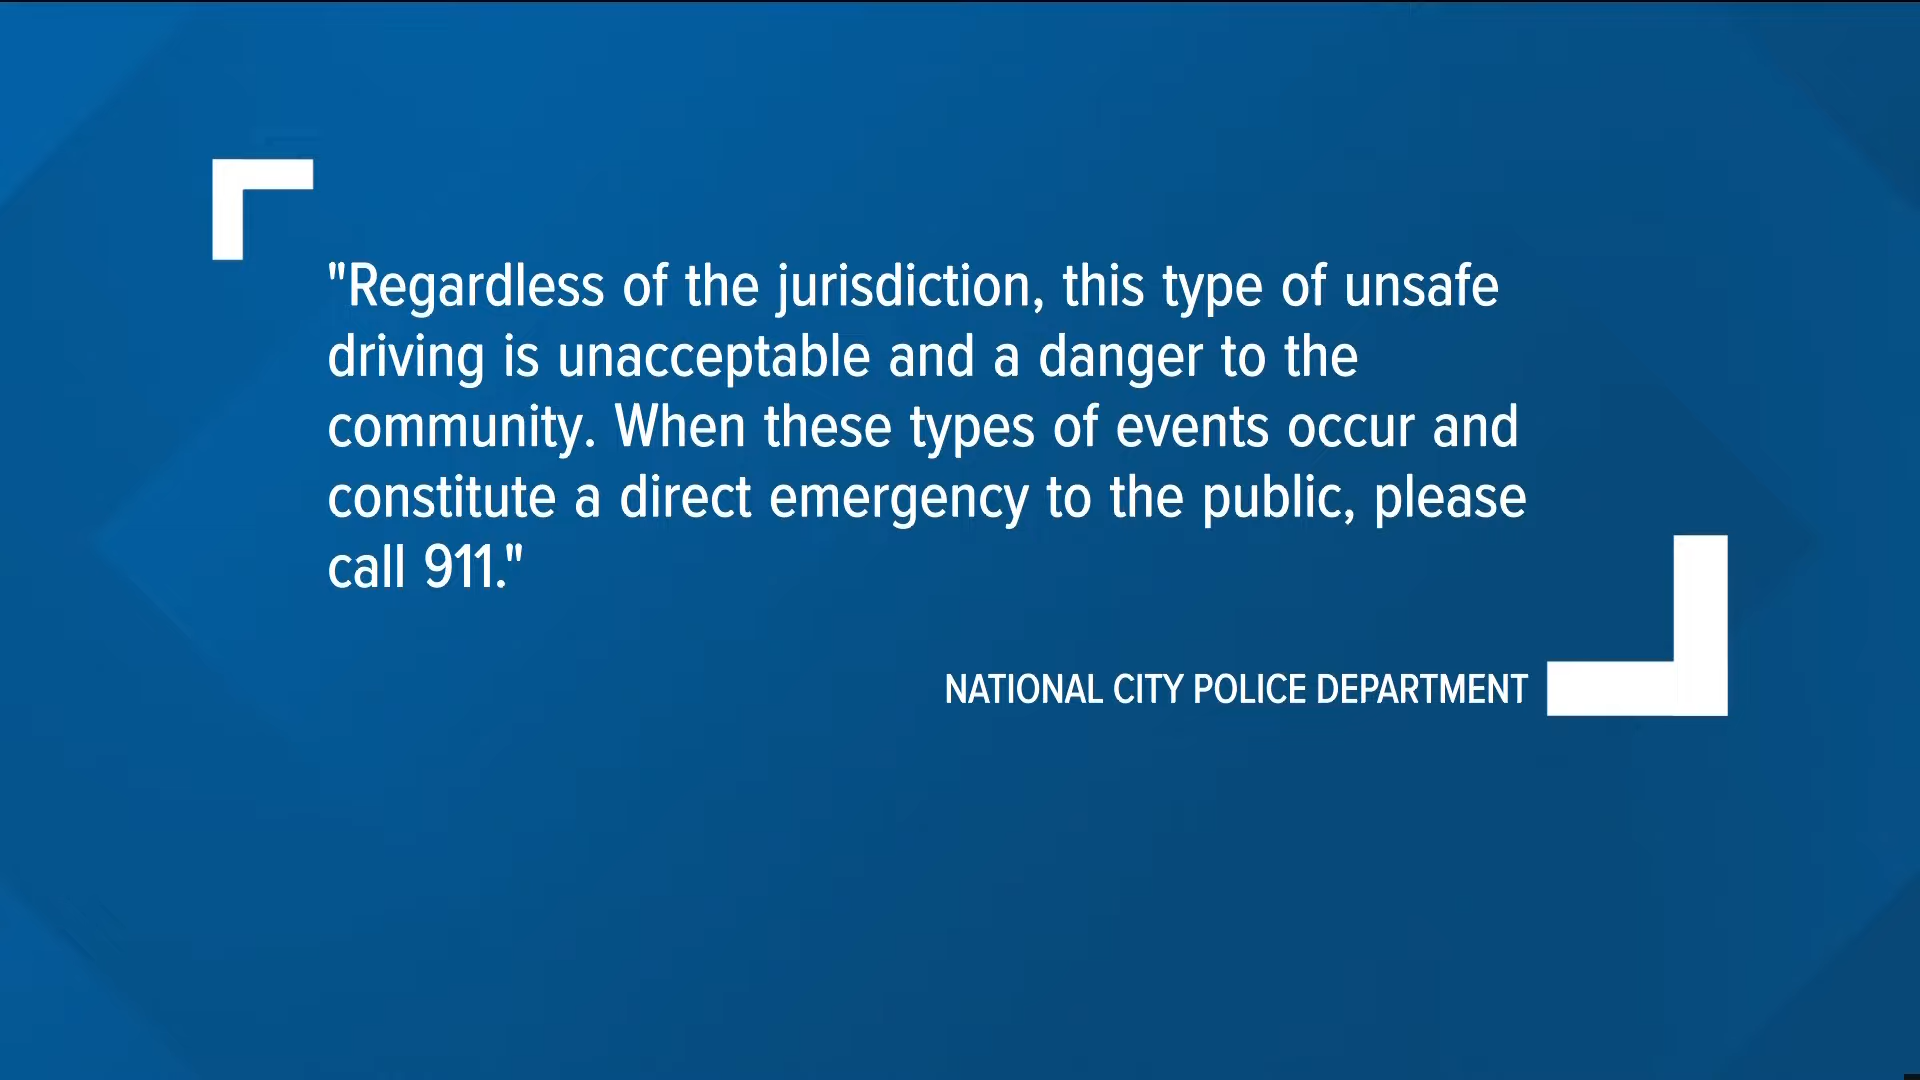 "Regardless of the jurisdiction, this type of unsafe
driving is unacceptable and a danger to the
community. When these types of events occur and
constitute a direct emergency to the public, please
call 911."
NATIONAL CITY POLICE DEPARTMENT